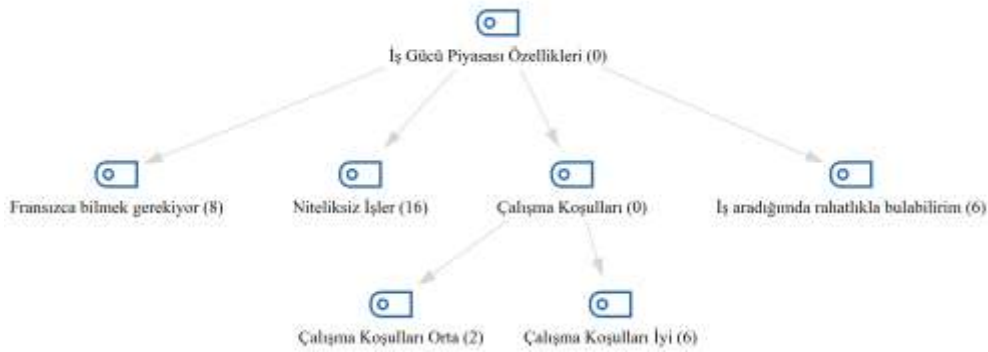 İş Gücü Piyasası Özellikleri (0)
Fransızca bilmek gerekiyor (8)
Niteliksiz İşler (16)
Çalışma Koşulları (0)
İş aradığımda rahatlıkla bulabilirim (6)
Çalışma Koşulları Orta (2)
Çalışma Koşulları İyi (6)